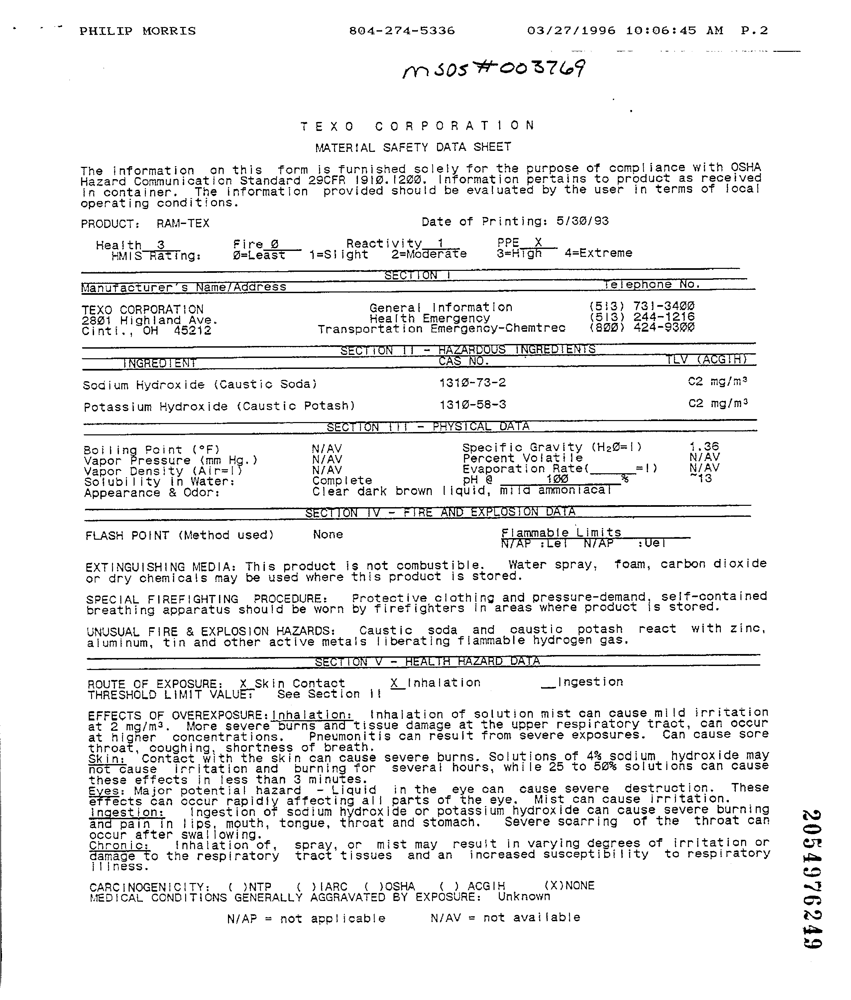 PHILIP MORRIS 804-274-5336 03/27/1996 10:06:45 AM P.2
MSDS#003769
TEXO CORPORATION
MATERIAL SAFETY DATA SHEET
The information on this form is furnished solely for the purpose of compliance with OSHA
Hazard Communication Standard 29CFR 1910.1200. Information pertains to product as received
in container. The information provided should be evaluated by the user in terms of local
operating conditions.
PRODUCT: RAM-TEX Date of Printing: 5/30/93
Health 3 Fire 0 Reactivity 1 PPE X
HMIS Rating: 0=Least 1=Slight 2=Moderate 3=High 4=Extreme
SECTION I
Manufacturer's Name/Address Telephone No.
TEXO CORPORATION General Information (513) 731-3400
2801 Highland Ave. Health Emergency (513) 244-1216
Cinti., OH 45212 Transportation Emergency-Chemtrec (800) 424-9300
SECTION II - HAZARDOUS INGREDIENTS
INGREDIENT CAS NO. TLV (ACGIH)
Sodium Hydroxide (Caustic Soda) 1310-73-2 C2 mg/m³
Potassium Hydroxide (Caustic Potash) 1310-58-3 C2 mg/m³
SECTION III - PHYSICAL DATA
Boiling Point (°F) N/AV Specific Gravity (H₂0=1) 1.36
Vapor Pressure (mm Hg.) N/AV Percent Volatile N/AV
Vapor Density (Air=1) N/AV Evaporation Rate(______=1) N/AV
Solubility in Water: Complete pH @ 100 % ~13
Appearance & Odor: Clear dark brown liquid, mild ammoniacal
SECTION IV - FIRE AND EXPLOSION DATA
FLASH POINT (Method used) None Flammable Limits
N/AP :Lel N/AP :Uel
EXTINGUISHING MEDIA: This product is not combustible. Water spray, foam, carbon dioxide
or dry chemicals may be used where this product is stored.
SPECIAL FIREFIGHTING PROCEDURE: Protective clothing and pressure-demand, self-contained
breathing apparatus should be worn by firefighters in areas where product is stored.
UNUSUAL FIRE & EXPLOSION HAZARDS: Caustic soda and caustic potash react with zinc,
aluminum, tin and other active metals liberating flammable hydrogen gas.
SECTION V - HEALTH HAZARD DATA
ROUTE OF EXPOSURE: X Skin Contact X Inhalation __Ingestion
THRESHOLD LIMIT VALUE: See Section II
EFFECTS OF OVEREXPOSURE: Inhalation: Inhalation of solution mist can cause mild irritation
at 2 mg/m³. More severe burns and tissue damage at the upper respiratory tract, can occur
at higher concentrations. Pneumonitis can result from severe exposures. Can cause sore
throat, coughing, shortness of breath.
Skin: Contact with the skin can cause severe burns. Solutions of 4% sodium hydroxide may
not cause irritation and burning for several hours, while 25 to 50% solutions can cause
these effects in less than 3 minutes.
Eyes: Major potential hazard - Liquid in the eye can cause severe destruction. These
effects can occur rapidly affecting all parts of the eye. Mist can cause irritation.
Ingestion: Ingestion of sodium hydroxide or potassium hydroxide can cause severe burning
and pain in lips, mouth, tongue, throat and stomach. Severe scarring of the throat can
occur after swallowing.
Chronic: Inhalation of, spray, or mist may result in varying degrees of irritation or
damage to the respiratory tract tissues and an increased susceptibility to respiratory
illness.
CARCINOGENICITY: ( )NTP ( )IARC ( )OSHA ( ) ACGIH (X)NONE
MEDICAL CONDITIONS GENERALLY AGGRAVATED BY EXPOSURE: Unknown
N/AP = not applicable N/AV = not available
2054976249